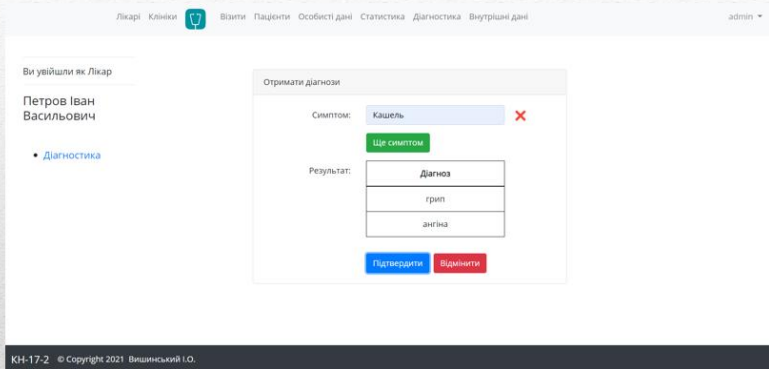 Лікарі Клініки Візити Пацієнти Особисті дані Статистика Діагностика Внутрішні дані admin
Ви увійшли як Лікар
Петров Іван
Васильович
Діагностика
Отримати діагнози
Симптом: Кашель
Ще симптом
Результат: Діагноз
грип
ангіна
Підтвердити Відмінити
КН-17-2 © Copyright 2021 Вишинський І.О.